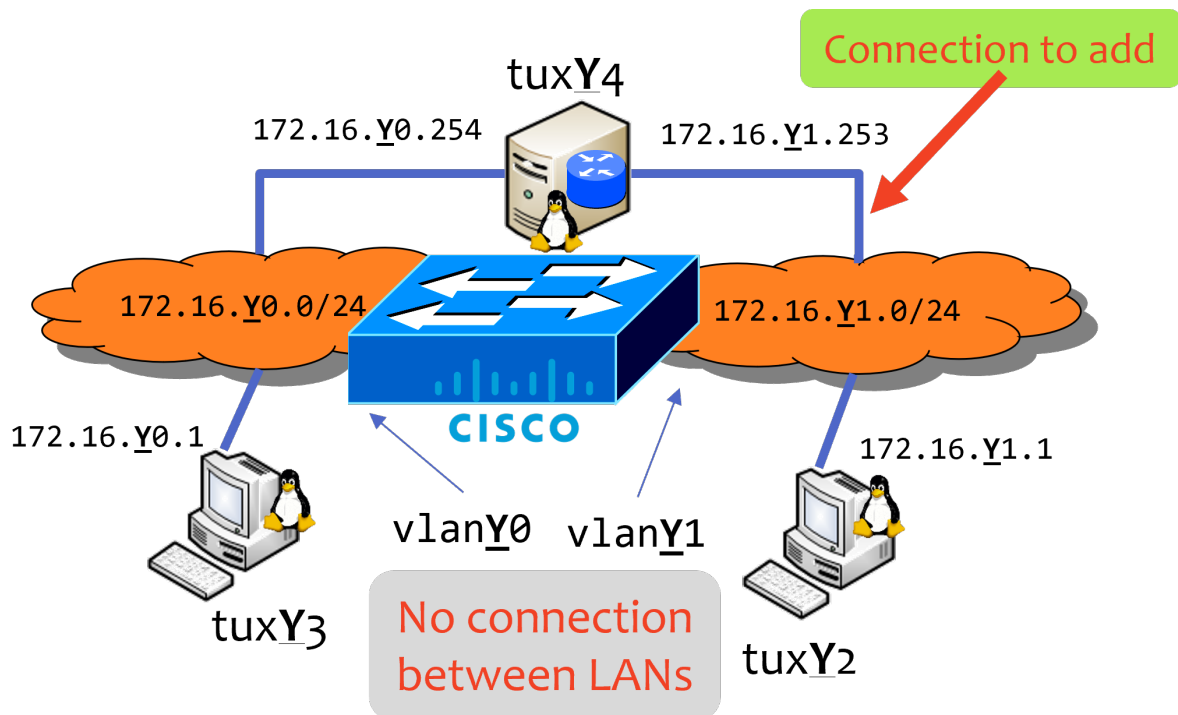 Connection to add
tuxY4
172.16.Y0.254
172.16.Y1.253
172.16.Y0.0/24
172.16.Y1.0/24
CISCO
172.16.Y0.1
172.16.Y1.1
vlanY0
vlanY1
tuxY3
No connection
between LANs
tuxY2